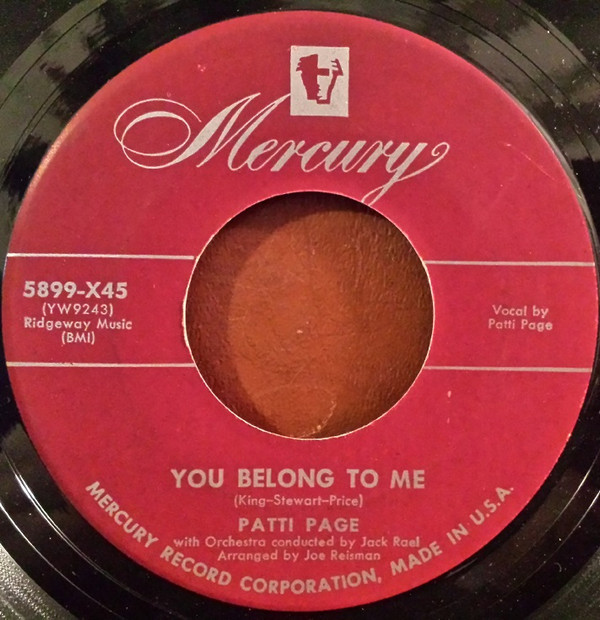 Mercury
5899-X45
(YW9243)
Ridgeway Music
(BMI)
Vocal by
Patti Page
YOU BELONG TO ME
(King-Stewart-Price)
PATTI PAGE
with Orchestra conducted by Jack Rael
Arranged by Joe Reisman
MERCURY RECORD CORPORATION, MADE IN U.S.A.